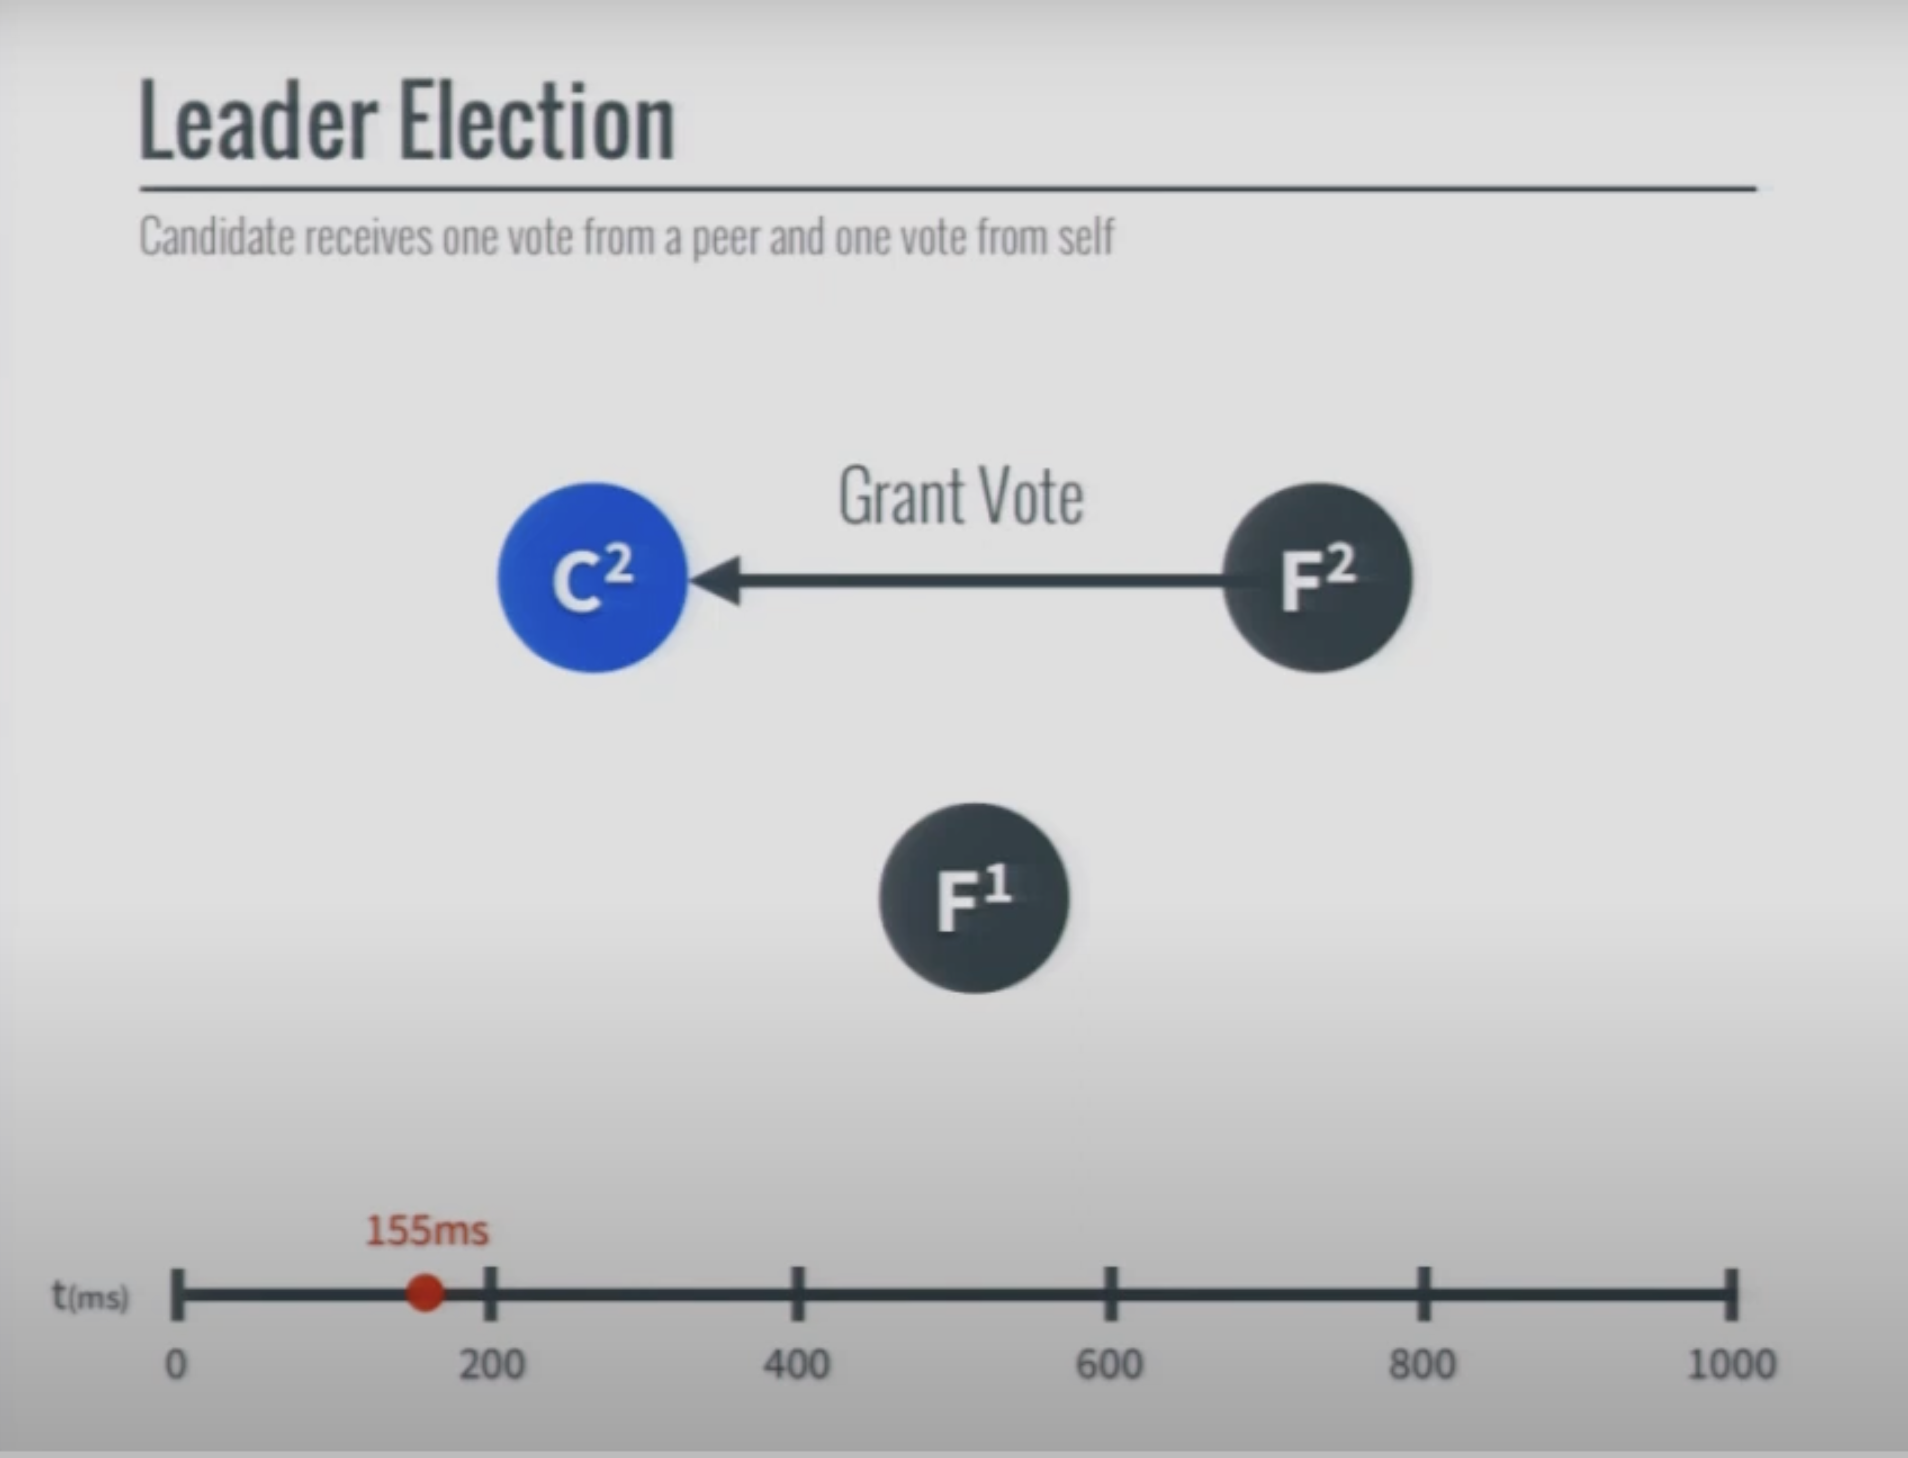 Leader Election
Candidate receives one vote from a peer and one vote from self
Grant Vote
C² F²
F¹
155ms
t(ms)
0 200 400 600 800 1000